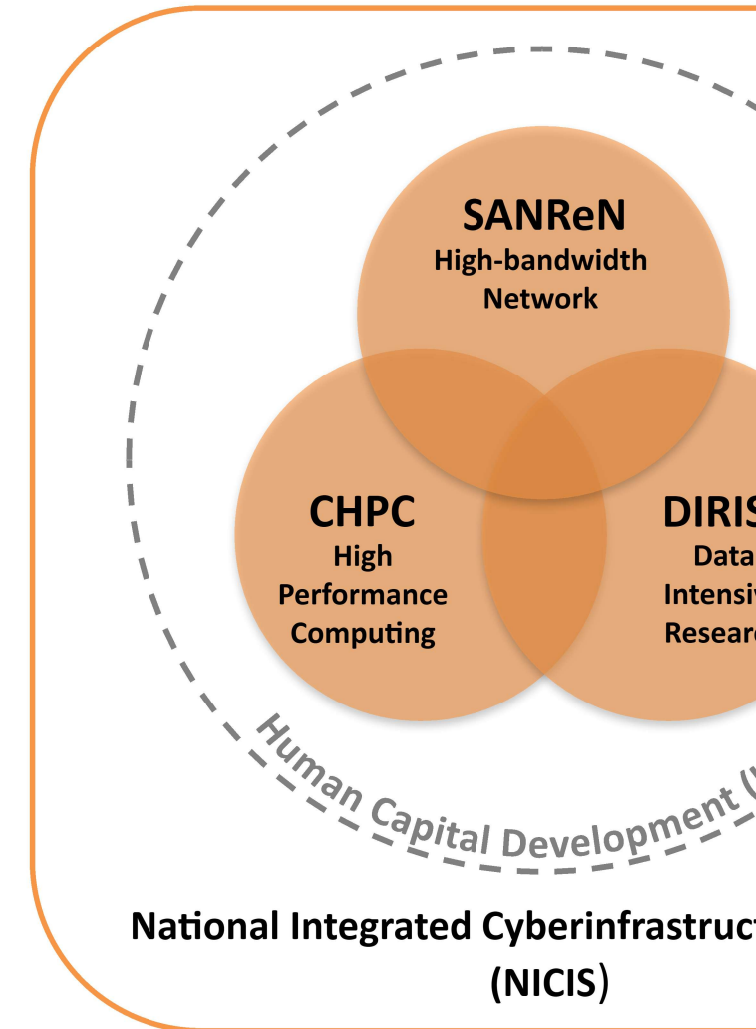 SANReN
High-bandwidth
Network
CHPC
High
Performance
Computing
Data
Human Capital Development
National Integrated
(NICIS)